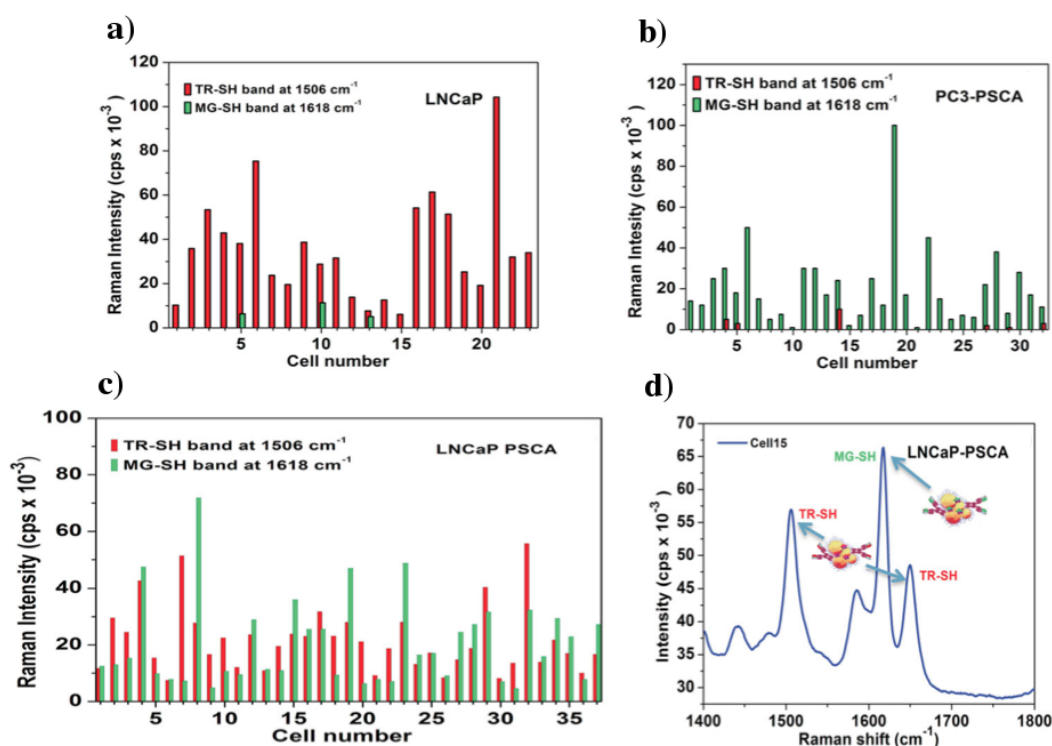 a)
120
100
80
60
40
20
0
Raman Intensity (cps x 10⁻³)
TR-SH band at 1506 cm⁻¹
MG-SH band at 1618 cm⁻¹
LNCaP
5 10 15 20
Cell number
b)
120
100
80
60
40
20
0
Raman Intesity (cps x 10⁻³)
TR-SH band at 1506 cm⁻¹
MG-SH band at 1618 cm⁻¹
PC3-PSCA
5 10 15 20 25 30
Cell number
c)
100
80
60
40
20
0
Raman Intensity (cps x 10⁻³)
TR-SH band at 1506 cm⁻¹
MG-SH band at 1618 cm⁻¹
LNCaP PSCA
5 10 15 20 25 30 35
Cell number
d)
70
65
60
55
50
45
40
35
30
Intensity (cps x 10⁻³)
Cell15
MG-SH
LNCaP-PSCA
TR-SH
TR-SH
1400 1500 1600 1700 1800
Raman shift (cm⁻¹)